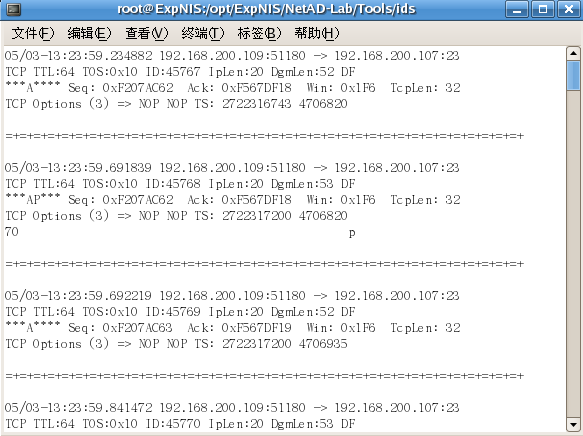 root@ExpNIS:/opt/ExpNIS/NetAD-Lab/Tools/ids
文件(F) 编辑(E) 查看(V) 终端(T) 标签(B) 帮助(H)
05/03-13:23:59.234882 192.168.200.109:51180 -> 192.168.200.107:23
TCP TTL:64 TOS:0x10 ID:45767 IpLen:20 DgmLen:52 DF
***A**** Seq: 0xF207AC62  Ack: 0xF567DF18  Win: 0x1F6  TcpLen: 32
TCP Options (3) => NOP NOP TS: 2722316743 4706820
=+=+=+=+=+=+=+=+=+=+=+=+=+=+=+=+=+=+=+=+=+=+=+=+=+=+=+=+=+=+=+=+=+=+=+=+=+
05/03-13:23:59.691839 192.168.200.109:51180 -> 192.168.200.107:23
TCP TTL:64 TOS:0x10 ID:45768 IpLen:20 DgmLen:53 DF
***AP*** Seq: 0xF207AC62  Ack: 0xF567DF18  Win: 0x1F6  TcpLen: 32
TCP Options (3) => NOP NOP TS: 2722317200 4706820
70                                               p
=+=+=+=+=+=+=+=+=+=+=+=+=+=+=+=+=+=+=+=+=+=+=+=+=+=+=+=+=+=+=+=+=+=+=+=+=+
05/03-13:23:59.692219 192.168.200.109:51180 -> 192.168.200.107:23
TCP TTL:64 TOS:0x10 ID:45769 IpLen:20 DgmLen:52 DF
***A**** Seq: 0xF207AC63  Ack: 0xF567DF19  Win: 0x1F6  TcpLen: 32
TCP Options (3) => NOP NOP TS: 2722317200 4706935
=+=+=+=+=+=+=+=+=+=+=+=+=+=+=+=+=+=+=+=+=+=+=+=+=+=+=+=+=+=+=+=+=+=+=+=+=+
05/03-13:23:59.841472 192.168.200.109:51180 -> 192.168.200.107:23
TCP TTL:64 TOS:0x10 ID:45770 IpLen:20 DgmLen:53 DF